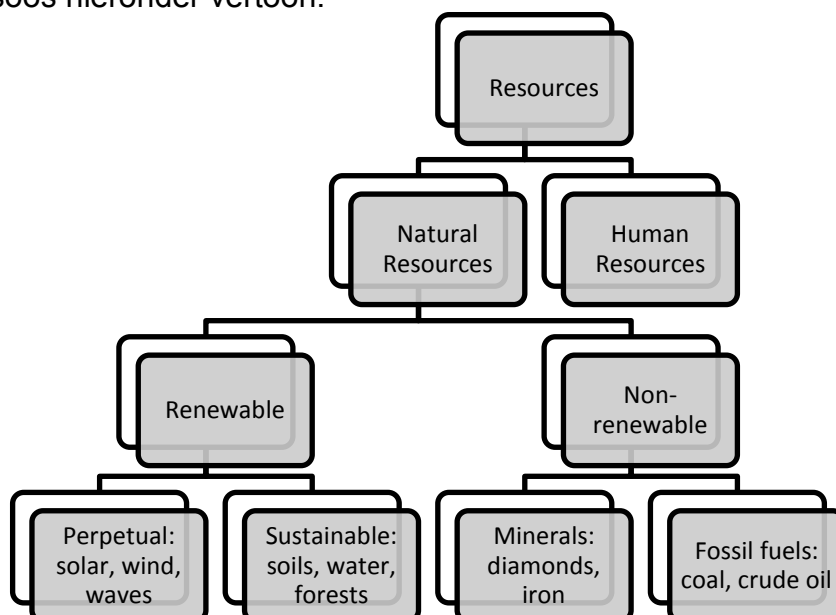 soos hieronder vertoon:
Resources
Natural
Resources
Human
Resources
Renewable
Non-
renewable
Perpetual:
solar, wind,
waves
Sustainable:
soils, water,
forests
Minerals:
diamonds,
iron
Fossil fuels:
coal, crude oil